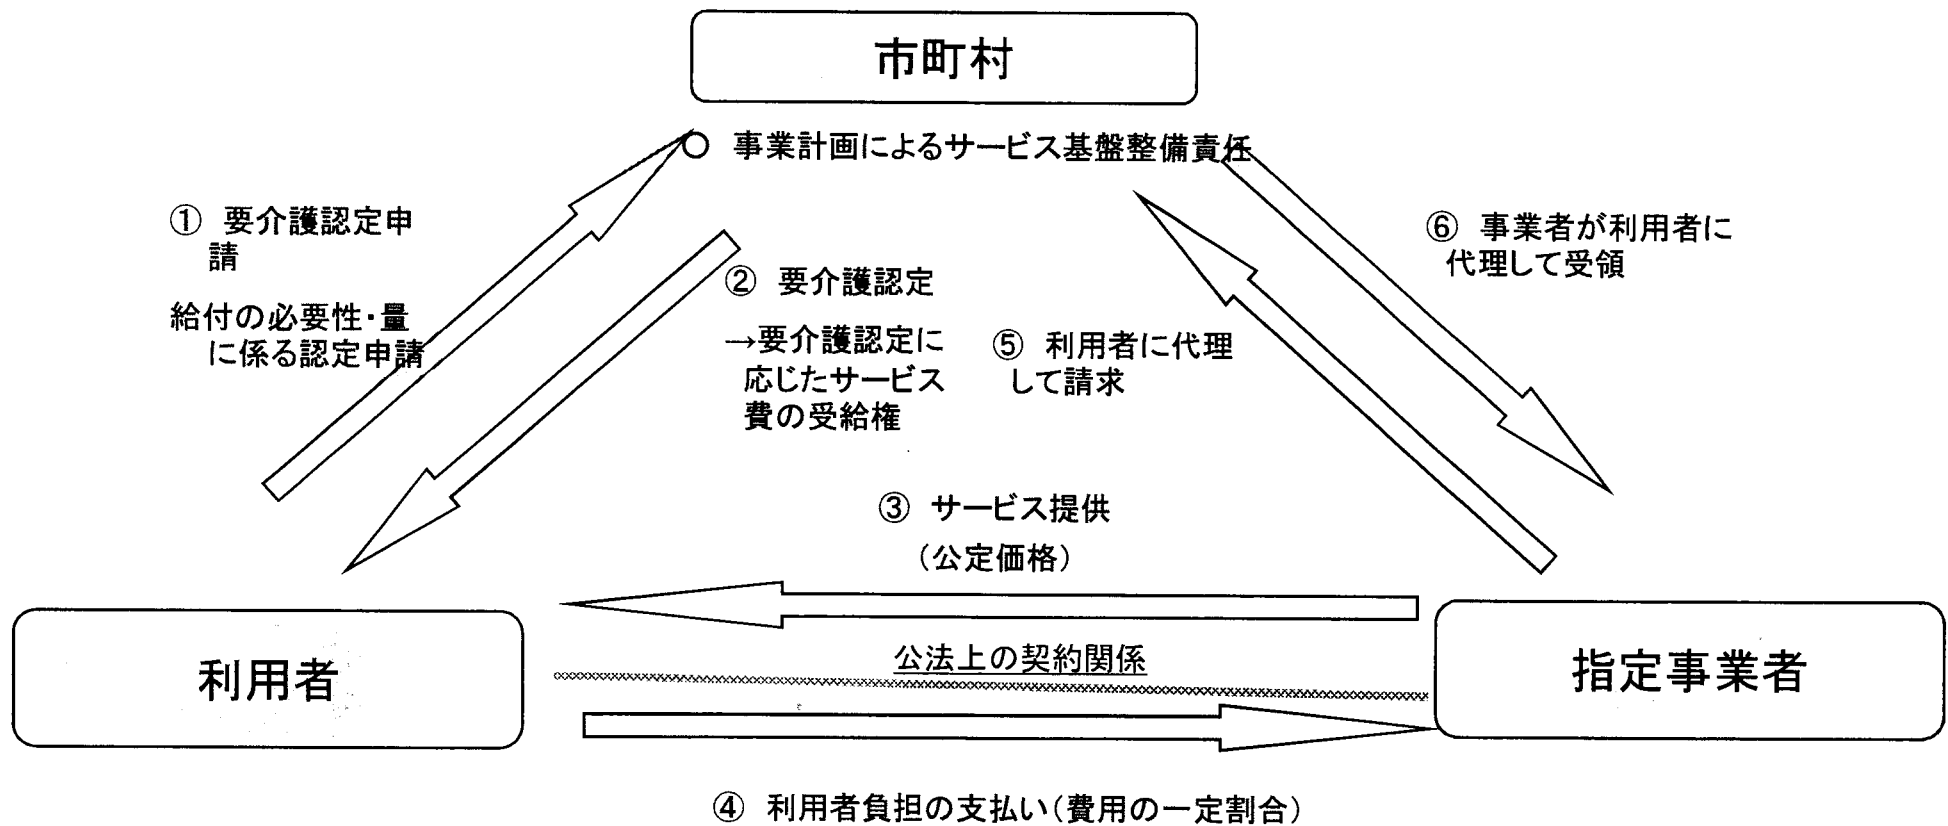 市町村
○ 事業計画によるサービス基盤整備責任
① 要介護認定申
請
給付の必要性・量
に係る認定申請
② 要介護認定
→要介護認定に
応じたサービス
費の受給権
⑤ 利用者に代理
して請求
⑥ 事業者が利用者に
代理して受領
③ サービス提供
（公定価格）
利用者
公法上の契約関係
指定事業者
④ 利用者負担の支払い（費用の一定割合）